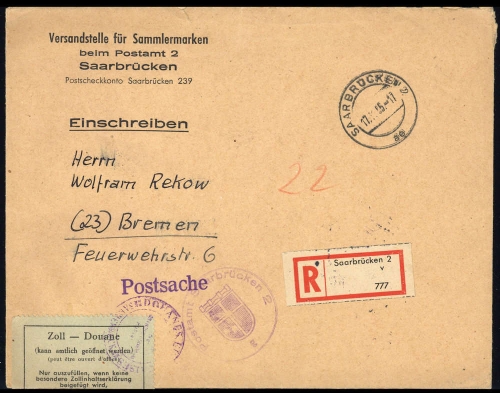 Versandstelle für Sammlermarken
beim Postamt 2
Saarbrücken
Postscheckkonto Saarbrücken 239
SAARBRÜCKEN 2
Einschreiben
Herrn
Wolfram Rekow
(23) Bremen
Feuerwehrstr. 6
22
Postsache
Postamt Saarbrücken 2
R
Saarbrücken 2
v
777
Zoll — Douane
(kann amtlich geöffnet werden)
(peut être ouvert d'office)
Nur auszufüllen, wenn keine
besondere Zollinhaltserklärung
beigefügt wird,